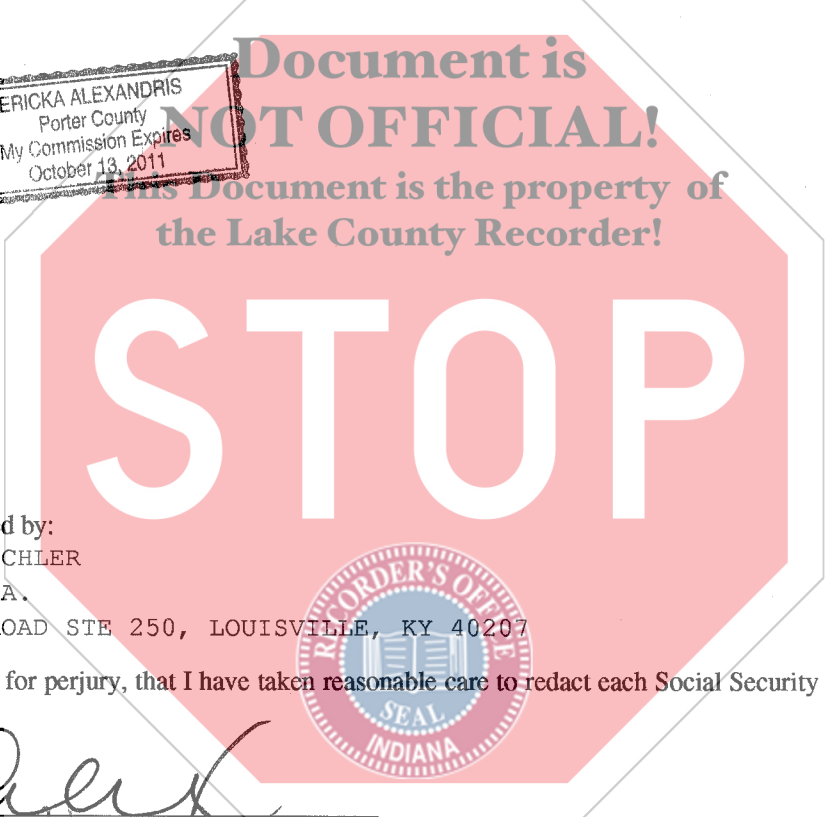 Document is
NOT OFFICIAL!
This Document is the property of
the Lake County Recorder!
ERICKA ALEXANDRIS
Porter County
My Commission Expires
October 13, 2011
STOP
d by:
CHLER
A.
OAD STE 250, LOUISVILLE, KY 40207
for perjury, that I have taken reasonable care to redact each Social Security
RECORDER'S OFFICE
SEAL
INDIANA